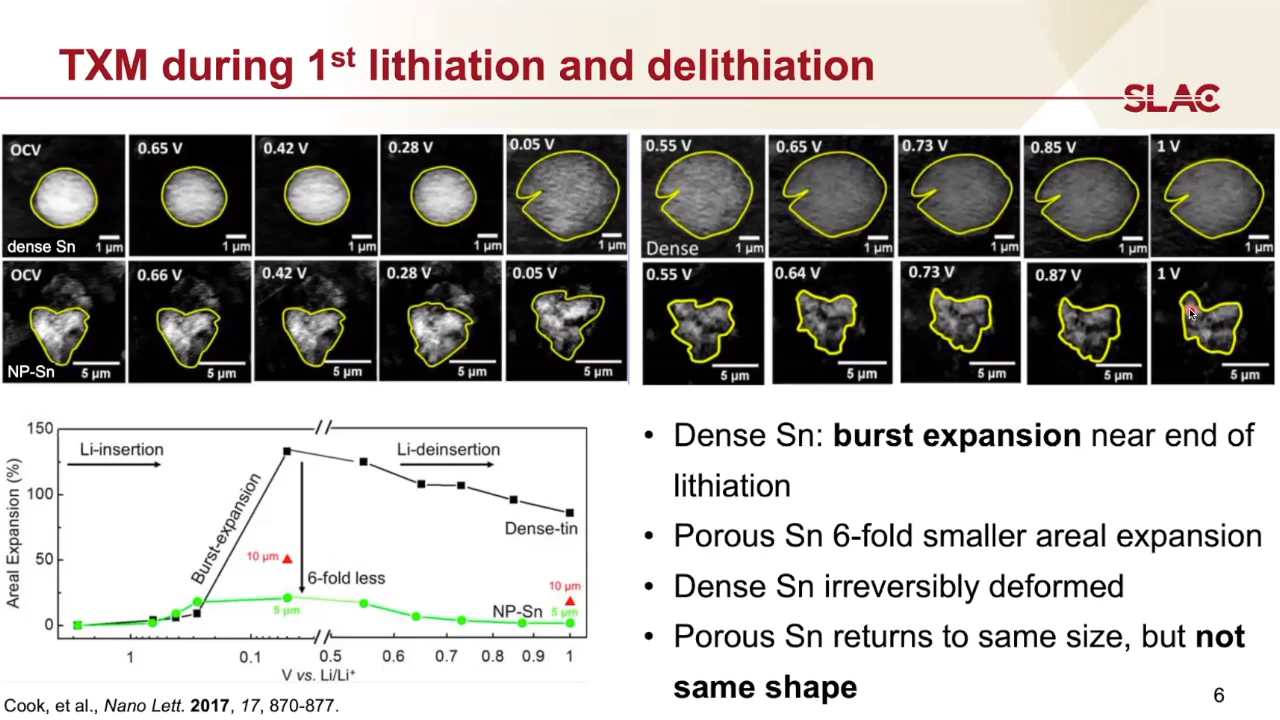 TXM during 1st lithiation and delithiation
SLAC
OCV 0.65 V 0.42 V 0.28 V 0.05 V 0.55 V 0.65 V 0.73 V 0.85 V 1 V
dense Sn 1 µm 1 µm 1 µm 1 µm 1 µm Dense 1 µm 1 µm 1 µm 1 µm 1 µm
OCV 0.66 V 0.42 V 0.28 V 0.05 V 0.55 V 0.64 V 0.73 V 0.87 V 1 V
NP-Sn 5 µm 5 µm 5 µm 5 µm 5 µm 5 µm 5 µm 5 µm 5 µm 5 µm
Areal Expansion (%)
150
100
50
0
Li-insertion
Li-deinsertion
Burst-expansion
Dense-tin
10 µm
6-fold less
10 µm
5 µm
NP-Sn
5 µm
1 0.1 0.5 0.6 0.7 0.8 0.9 1
V vs. Li/Li+
• Dense Sn: burst expansion near end of
lithiation
• Porous Sn 6-fold smaller areal expansion
• Dense Sn irreversibly deformed
• Porous Sn returns to same size, but not
same shape
Cook, et al., Nano Lett. 2017, 17, 870-877.
6